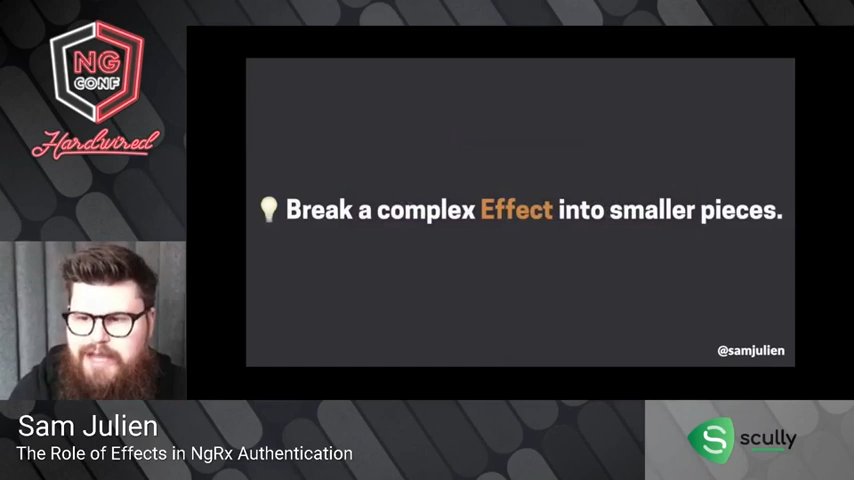 NG
CONF
Hardwired
Break a complex Effect into smaller pieces.
@samjulien
Sam Julien
The Role of Effects in NgRx Authentication
S scully